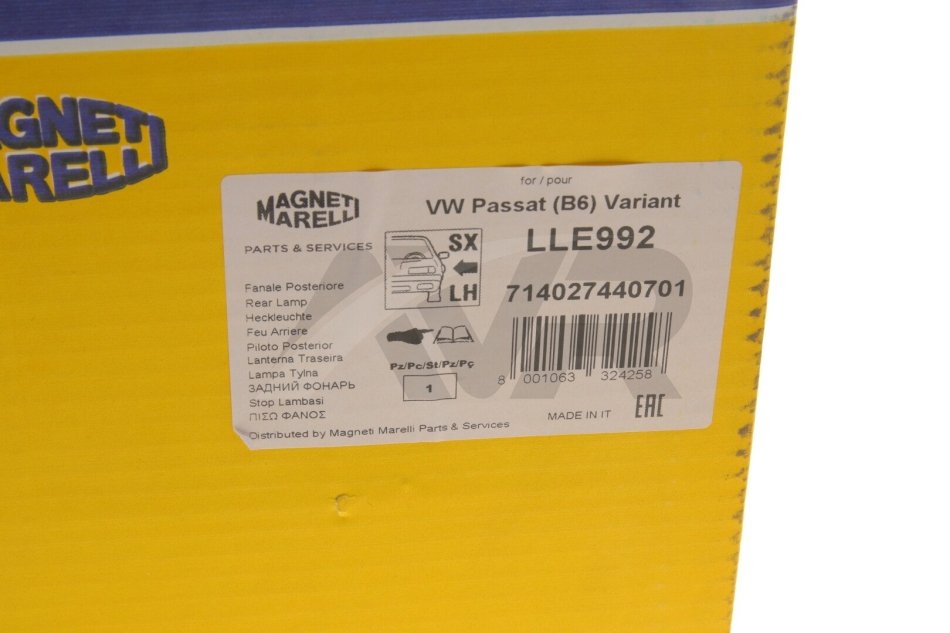 MAGNETI
MARELLI
MAGNETI
MARELLI
PARTS & SERVICES
for / pour
VW Passat (B6) Variant
SX
LH
LLE992
714027440701
Fanale Posteriore
Rear Lamp
Heckleuchte
Feu Arriere
Piloto Posterior
Lanterna Traseira
Lampa Tylna
ЗАДНИЙ ФОНАРЬ
Stop Lambasi
ΠΙΣΩ ΦΑΝΟΣ
Pz/Pc/St/Pz/Pç
1
8 001063 324258
MADE IN IT
EAC
Distributed by Magneti Marelli Parts & Services